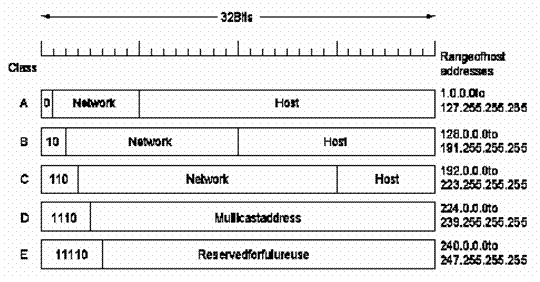 32Bits
Class
Rangeofhost
addresses
A
0
Network
Host
1.0.0.0to
127.255.255.255
B
10
Network
Host
128.0.0.0to
191.255.255.255
C
110
Network
Host
192.0.0.0to
223.255.255.255
D
1110
Multicastaddress
224.0.0.0to
239.255.255.255
E
11110
Reservedforfutureuse
240.0.0.0to
247.255.255.255